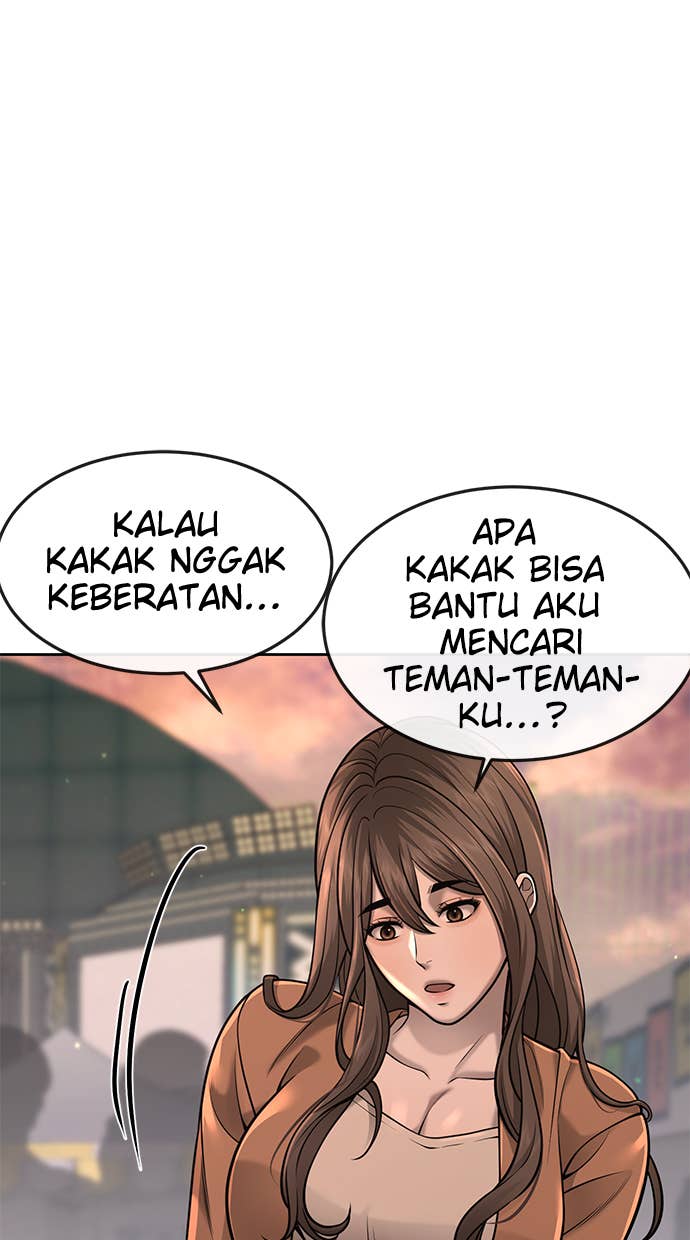 KALAU
KAKAK NGGAK
KEBERATAN...
APA
KAKAK BISA
BANTU AKU
MENCARI
TEMAN-TEMAN-
KU...?